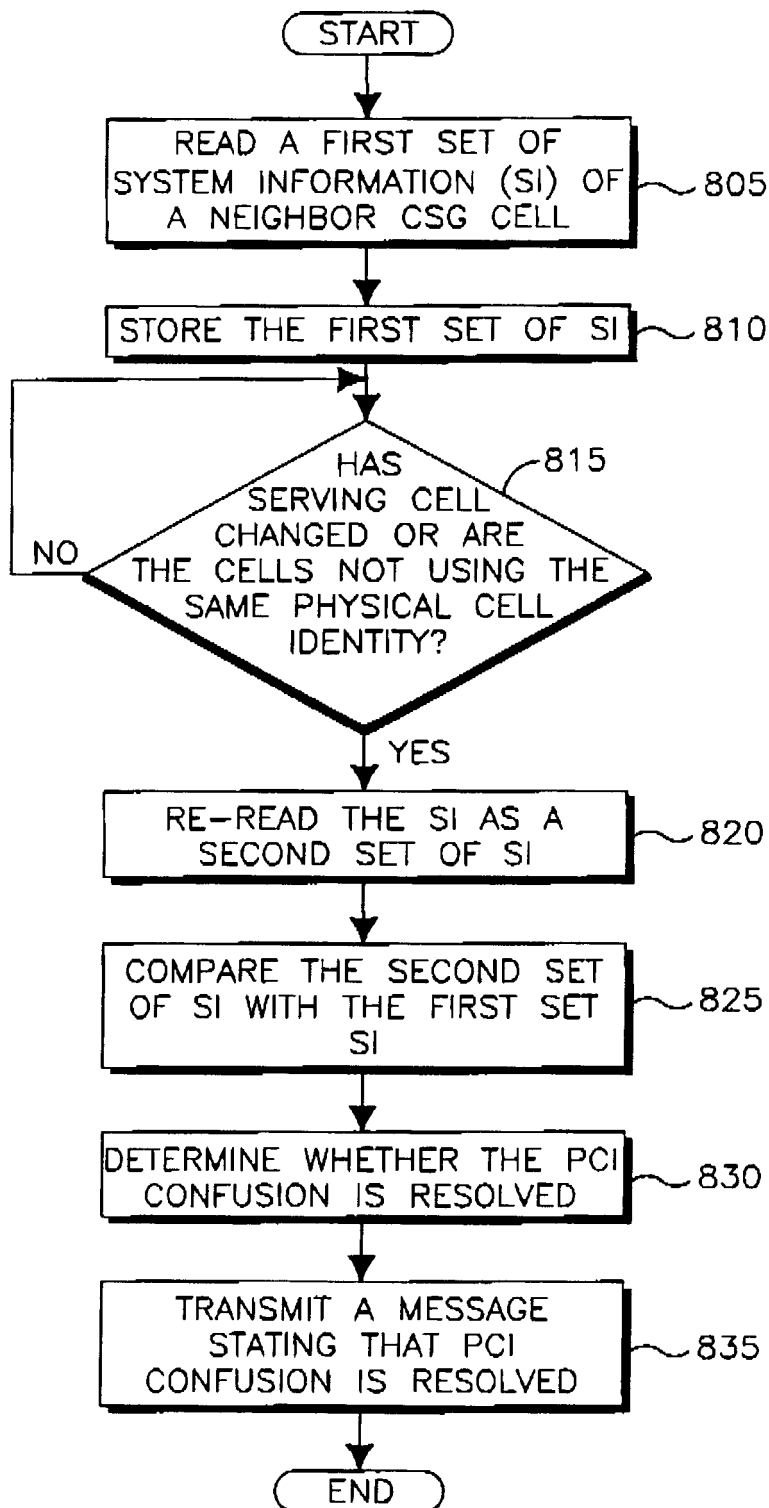 START
READ A FIRST SET OF
SYSTEM INFORMATION (SI) OF
A NEIGHBOR CSG CELL
805
STORE THE FIRST SET OF SI
810
HAS
SERVING CELL
CHANGED OR ARE
THE CELLS NOT USING THE
SAME PHYSICAL CELL
IDENTITY?
815
NO
YES
RE-READ THE SI AS A
SECOND SET OF SI
820
COMPARE THE SECOND SET
OF SI WITH THE FIRST SET
SI
825
DETERMINE WHETHER THE PCI
CONFUSION IS RESOLVED
830
TRANSMIT A MESSAGE
STATING THAT PCI
CONFUSION IS RESOLVED
835
END